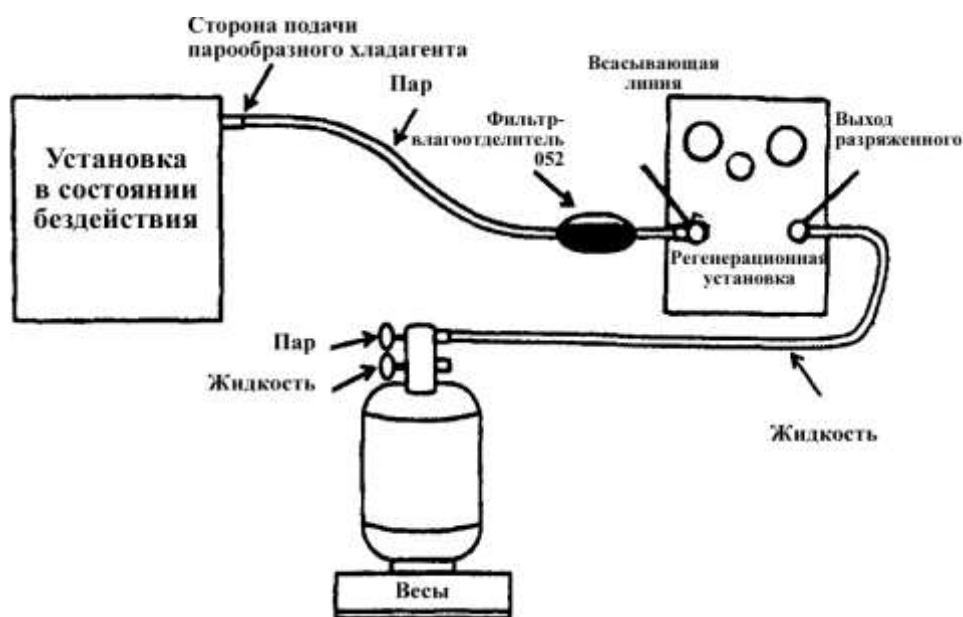 Сторона подачи
парообразного хладагента
Пар
Всасывающая
линия
Фильтр-
влагоотделитель
052
Выход
разряженного
Установка
в состоянии
бездействия
Регенерационная
установка
Пар
Жидкость
Жидкость
Весы